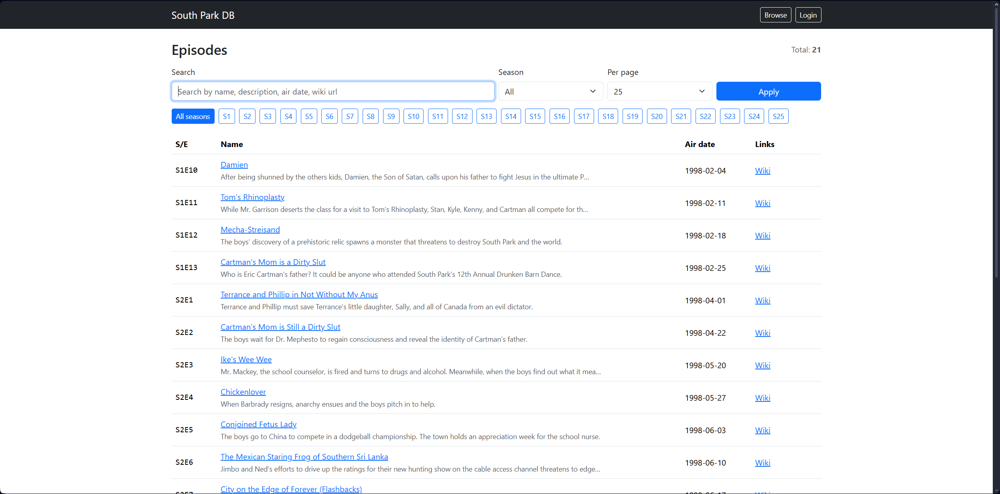 South Park DB Browse Login
Episodes Total: 21
Search Season Per page
Search by name, description, air date, wiki url All 25 Apply
All seasons S1 S2 S3 S4 S5 S6 S7 S8 S9 S10 S11 S12 S13 S14 S15 S16 S17 S18 S19 S20 S21 S22 S23 S24 S25
S/E Name Air date Links
S1E10 Damien 1998-02-04 Wiki
After being shunned by the others kids, Damien, the Son of Satan, calls upon his father to fight Jesus in the ultimate P...
S1E11 Tom's Rhinoplasty 1998-02-11 Wiki
While Mr. Garrison deserts the class for a visit to Tom's Rhinoplasty, Stan, Kyle, Kenny, and Cartman all compete for th...
S1E12 Mecha-Streisand 1998-02-18 Wiki
The boys' discovery of a prehistoric relic spawns a monster that threatens to destroy South Park and the world.
S1E13 Cartman's Mom is a Dirty Slut 1998-02-25 Wiki
Who is Eric Cartman's father? It could be anyone who attended South Park's 12th Annual Drunken Barn Dance.
S2E1 Terrance and Phillip in Not Without My Anus 1998-04-01 Wiki
Terrance and Phillip must save Terrance's little daughter, Sally, and all of Canada from an evil dictator.
S2E2 Cartman's Mom is Still a Dirty Slut 1998-04-22 Wiki
The boys wait for Dr. Mephesto to regain consciousness and reveal the identity of Cartman's father.
S2E3 Ike's Wee Wee 1998-05-20 Wiki
Mr. Mackey, the school counselor, is fired and turns to drugs and alcohol. Meanwhile, when the boys find out what it mea...
S2E4 Chickenlover 1998-05-27 Wiki
When Barbrady resigns, anarchy ensues and the boys pitch in to help.
S2E5 Conjoined Fetus Lady 1998-06-03 Wiki
The boys go to China to compete in a dodgeball championship. The town holds an appreciation week for the school nurse.
S2E6 The Mexican Staring Frog of Southern Sri Lanka 1998-06-10 Wiki
Jimbo and Ned's efforts to drive up the ratings for their new hunting show on the cable access channel threatens to edge...
City on the Edge of Forever (Flashbacks)